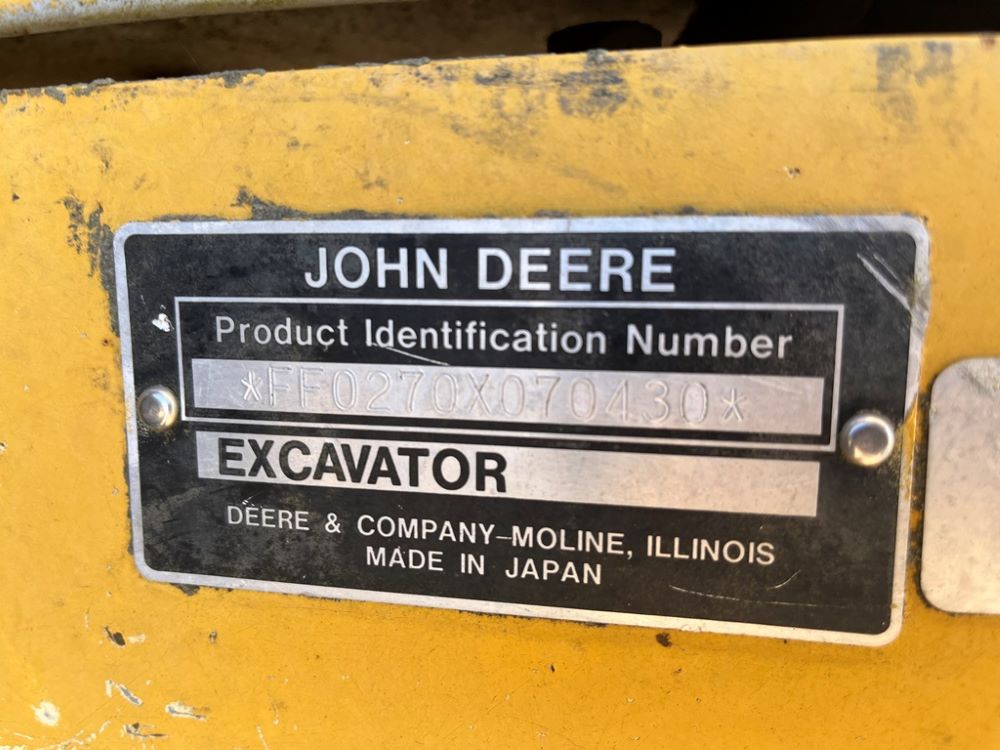 JOHN DEERE
Product Identification Number
*FF0270X070430*
EXCAVATOR
DEERE & COMPANY–MOLINE, ILLINOIS
MADE IN JAPAN